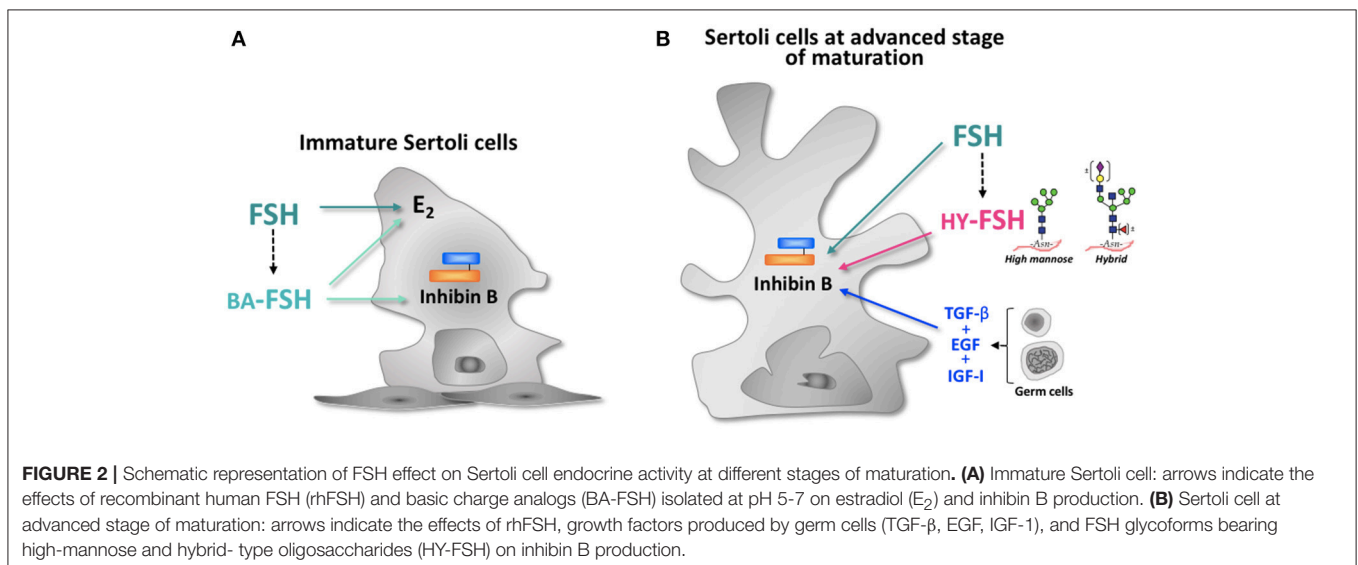 A
Immature Sertoli cells
FSH
E₂
BA-FSH
Inhibin B
B
Sertoli cells at advanced stage
of maturation
FSH
HY-FSH
±
±
-Asn-
-Asn-
High mannose
Hybrid
Inhibin B
TGF-β
+
EGF
+
IGF-I
Germ cells
FIGURE 2 | Schematic representation of FSH effect on Sertoli cell endocrine activity at different stages of maturation. (A) Immature Sertoli cell: arrows indicate the
effects of recombinant human FSH (rhFSH) and basic charge analogs (BA-FSH) isolated at pH 5-7 on estradiol (E₂) and inhibin B production. (B) Sertoli cell at
advanced stage of maturation: arrows indicate the effects of rhFSH, growth factors produced by germ cells (TGF-β, EGF, IGF-1), and FSH glycoforms bearing
high-mannose and hybrid- type oligosaccharides (HY-FSH) on inhibin B production.